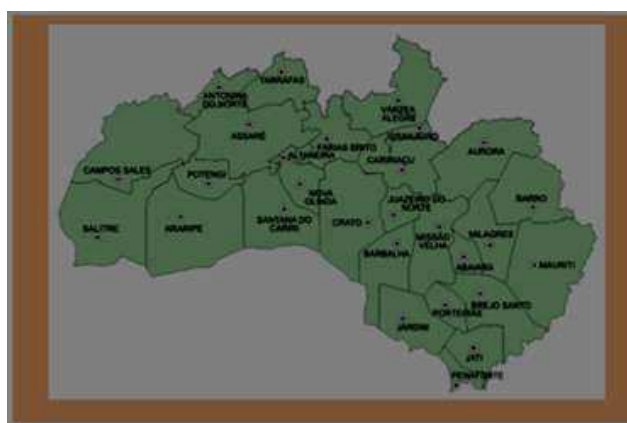 TARRAFAS
ANTONINA
DO NORTE
VARZEA
ALEGRE
ASSARÉ
GRANJEIRO
FARIAS BRITO
AURORA
ALTANEIRA
CARIRIAÇU
CAMPOS SALES
POTENGI
NOVA
OLINDA
JUAZEIRO DO
NORTE
BARRO
SALITRE
ARARIPE
SANTANA DO
CARIRI
CRATO
MISSÃO
VELHA
MILAGRES
BARBALHA
ABAIARA
MAURITI
PORTEIRAS
BREJO SANTO
JARDIM
JATI
PENAFORTE